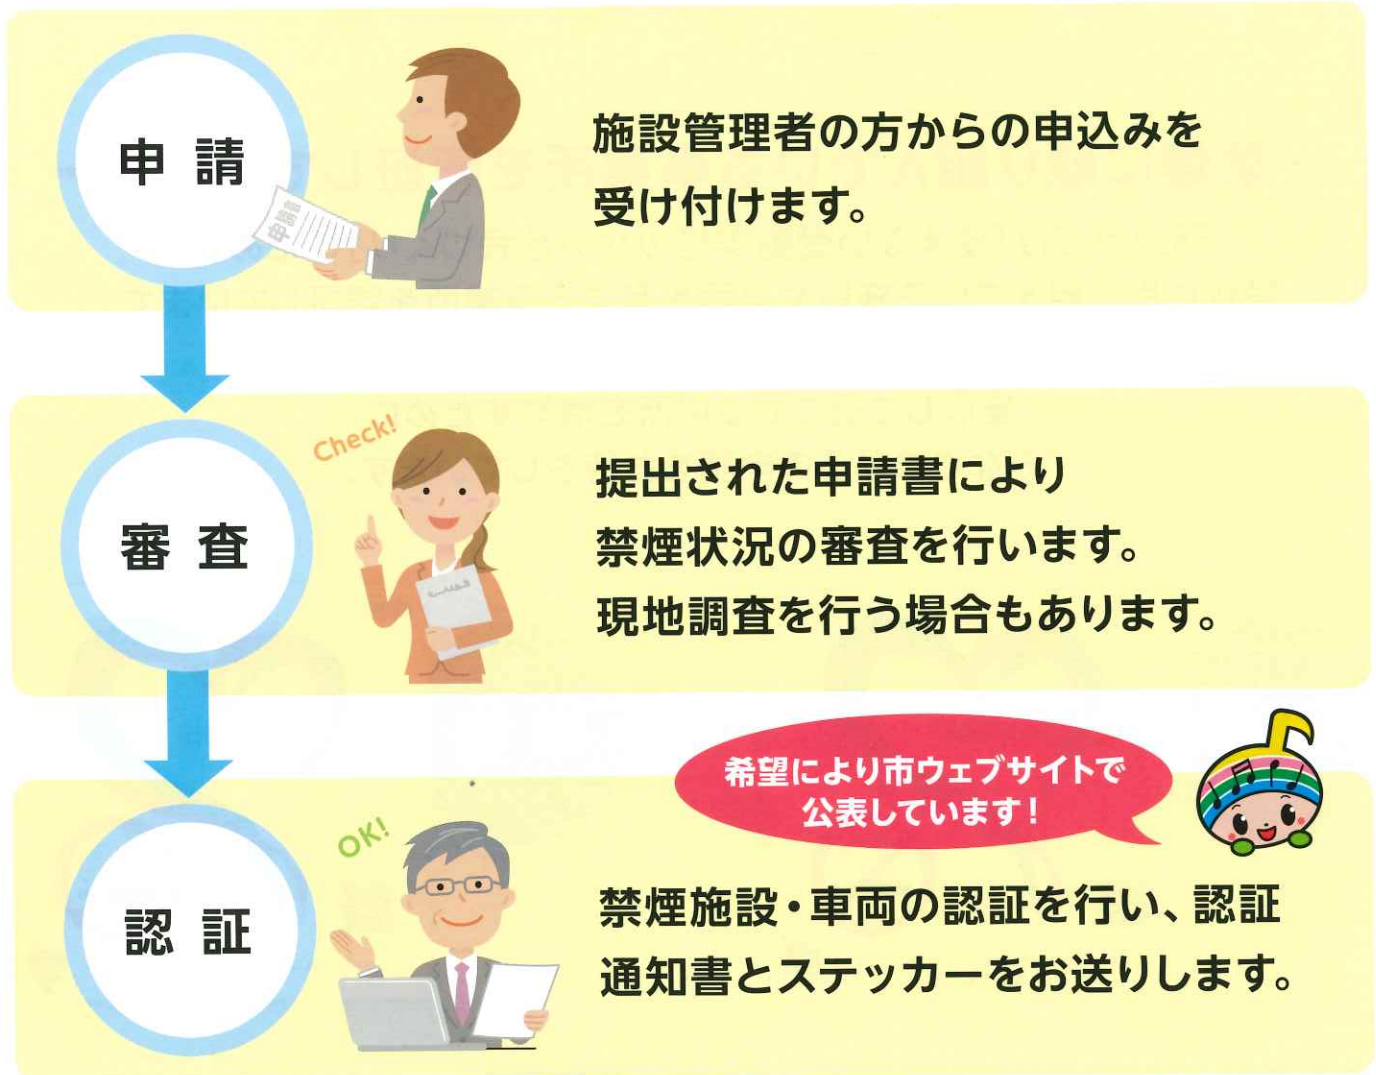 申請
申請書
施設管理者の方からの申込みを
受け付けます。
Check!
審査
提出された申請書により
禁煙状況の審査を行います。
現地調査を行う場合もあります。
希望により市ウェブサイトで
公表しています!
OK!
認証
禁煙施設・車両の認証を行い、認証
通知書とステッカーをお送りします。